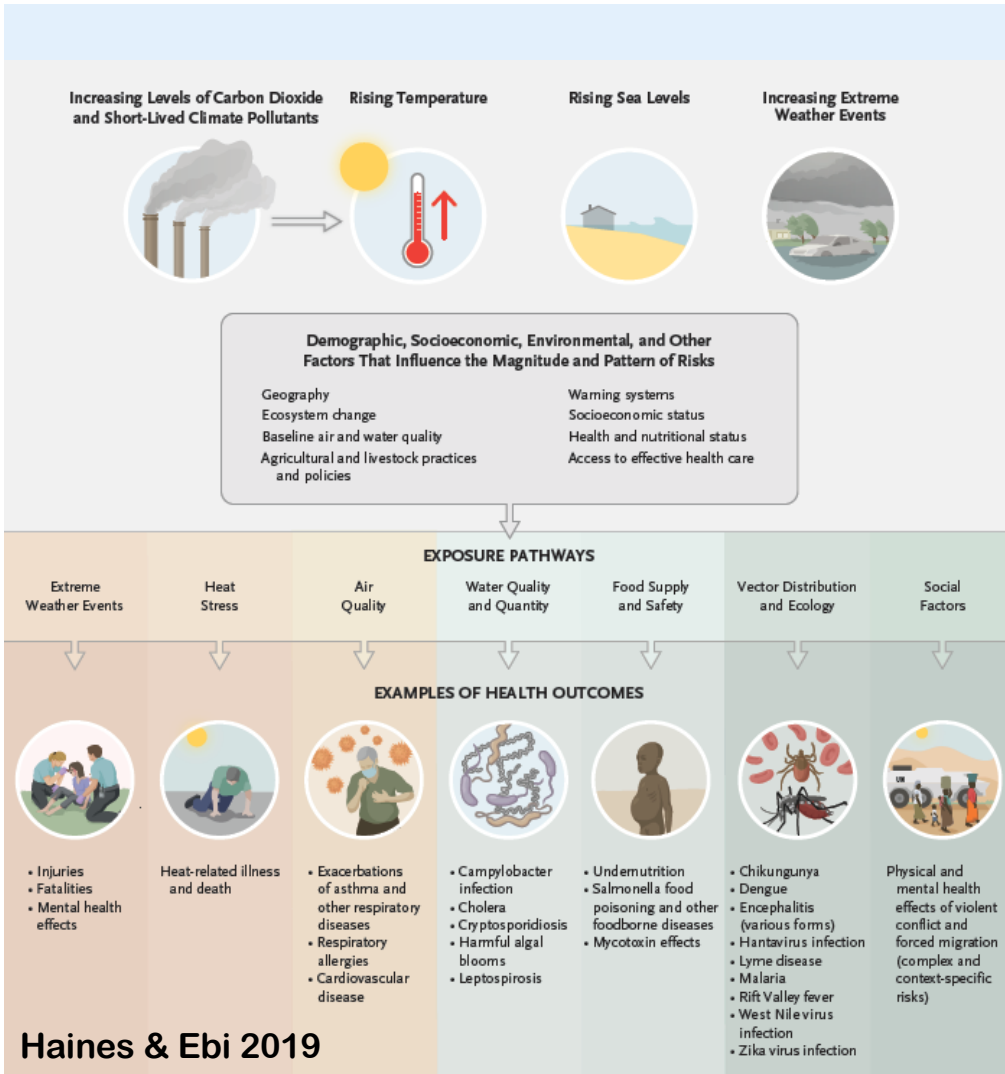 Increasing Levels of Carbon Dioxide
and Short-Lived Climate Pollutants
Rising Temperature
Rising Sea Levels
Increasing Extreme
Weather Events
Demographic, Socioeconomic, Environmental, and Other
Factors That Influence the Magnitude and Pattern of Risks
Geography
Ecosystem change
Baseline air and water quality
Agricultural and livestock practices
and policies
Warning systems
Socioeconomic status
Health and nutritional status
Access to effective health care
EXPOSURE PATHWAYS
Extreme
Weather Events
Heat
Stress
Air
Quality
Water Quality
and Quantity
Food Supply
and Safety
Vector Distribution
and Ecology
Social
Factors
EXAMPLES OF HEALTH OUTCOMES
UN
• Injuries
• Fatalities
• Mental health
effects
Heat-related illness
and death
• Exacerbations
of asthma and
other respiratory
diseases
• Respiratory
allergies
• Cardiovascular
disease
• Campylobacter
infection
• Cholera
• Cryptosporidiosis
• Harmful algal
blooms
• Leptospirosis
• Undernutrition
• Salmonella food
poisoning and other
foodborne diseases
• Mycotoxin effects
• Chikungunya
• Dengue
• Encephalitis
(various forms)
• Hantavirus infection
• Lyme disease
• Malaria
• Rift Valley fever
• West Nile virus
infection
• Zika virus infection
Physical and
mental health
effects of violent
conflict and
forced migration
(complex and
context-specific
risks)
Haines & Ebi 2019